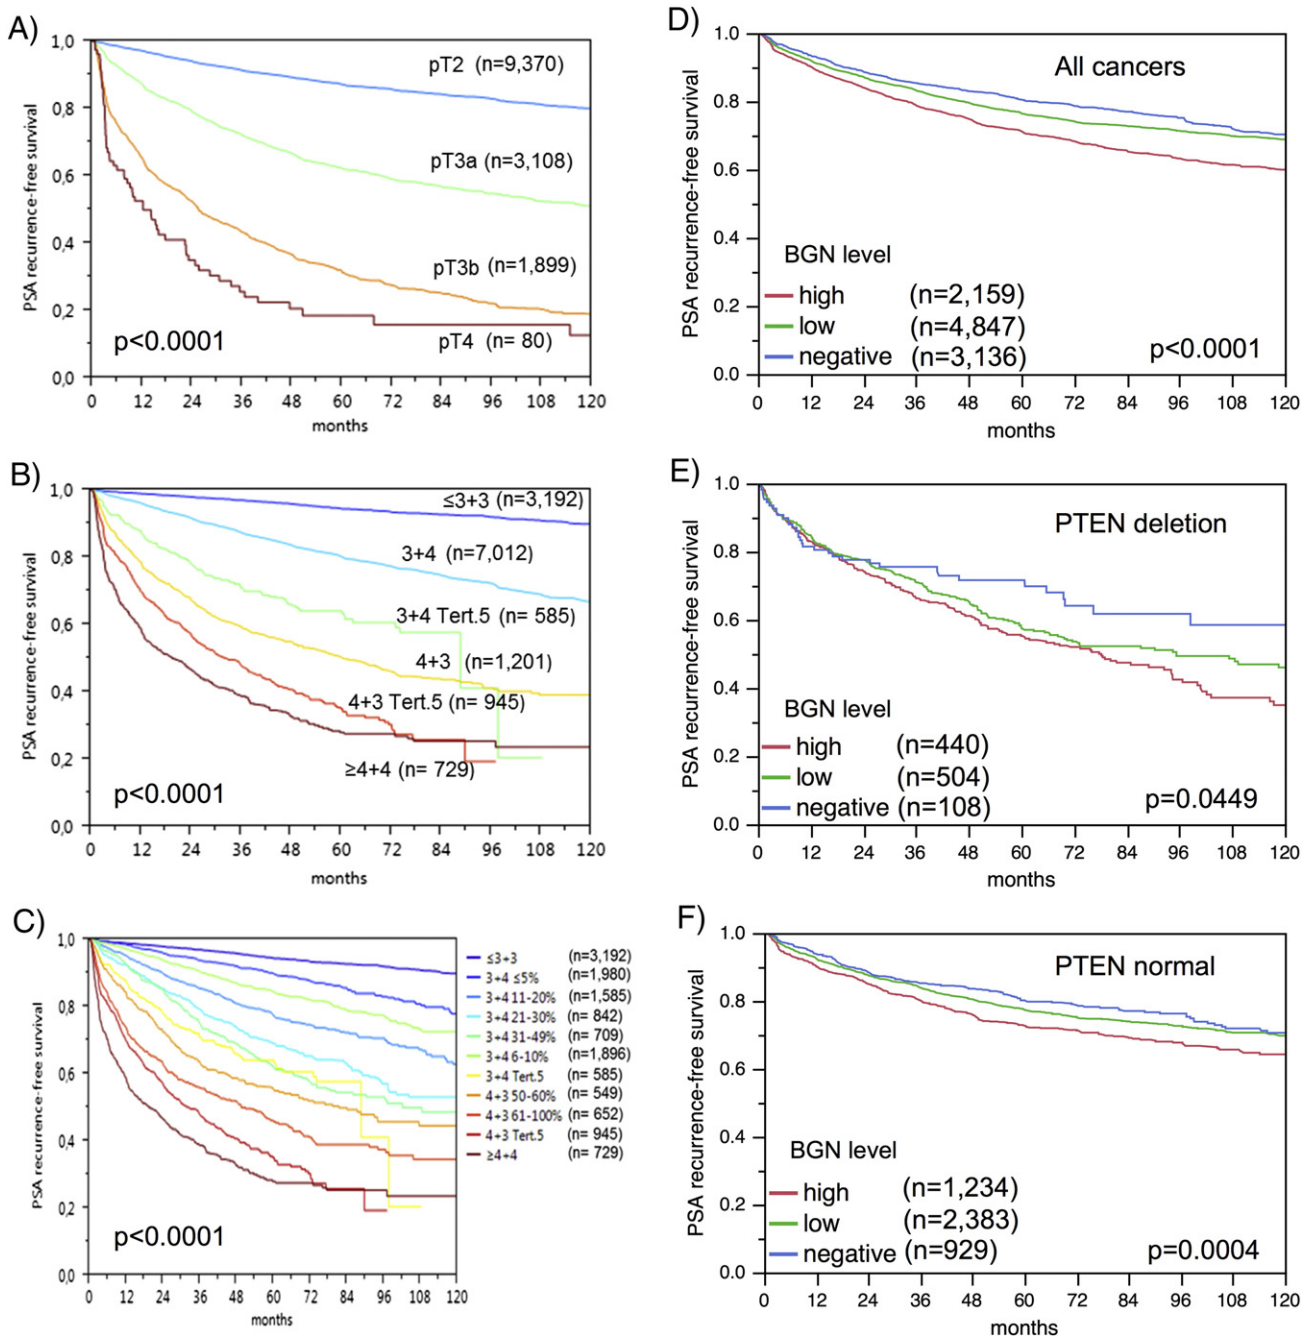 A)
PSA recurrence-free survival
1,0
0,8
0,6
0,4
0,2
0,0
pT2 (n=9,370)
pT3a (n=3,108)
pT3b (n=1,899)
pT4 (n= 80)
p<0.0001
0 12 24 36 48 60 72 84 96 108 120
months
B)
PSA recurrence-free survival
1,0
0,8
0,6
0,4
0,2
0,0
≤3+3 (n=3,192)
3+4 (n=7,012)
3+4 Tert.5 (n= 585)
4+3 (n=1,201)
4+3 Tert.5 (n= 945)
≥4+4 (n= 729)
p<0.0001
0 12 24 36 48 60 72 84 96 108 120
months
C)
PSA recurrence-free survival
1,0
0,8
0,6
0,4
0,2
0,0
≤3+3 (n=3,192)
3+4 ≤5% (n=1,980)
3+4 11-20% (n=1,585)
3+4 21-30% (n= 842)
3+4 31-49% (n= 709)
3+4 6-10% (n=1,896)
3+4 Tert.5 (n= 585)
4+3 50-60% (n= 549)
4+3 61-100% (n= 652)
4+3 Tert.5 (n= 945)
≥4+4 (n= 729)
p<0.0001
0 12 24 36 48 60 72 84 96 108 120
months
D)
PSA recurrence-free survival
1.0
0.8
0.6
0.4
0.2
0.0
All cancers
BGN level
high (n=2,159)
low (n=4,847)
negative (n=3,136)
p<0.0001
0 12 24 36 48 60 72 84 96 108 120
months
E)
PSA recurrence-free survival
1.0
0.8
0.6
0.4
0.2
0.0
PTEN deletion
BGN level
high (n=440)
low (n=504)
negative (n=108)
p=0.0449
0 12 24 36 48 60 72 84 96 108 120
months
F)
PSA recurrence-free survival
1.0
0.8
0.6
0.4
0.2
0.0
PTEN normal
BGN level
high (n=1,234)
low (n=2,383)
negative (n=929)
p=0.0004
0 12 24 36 48 60 72 84 96 108 120
months